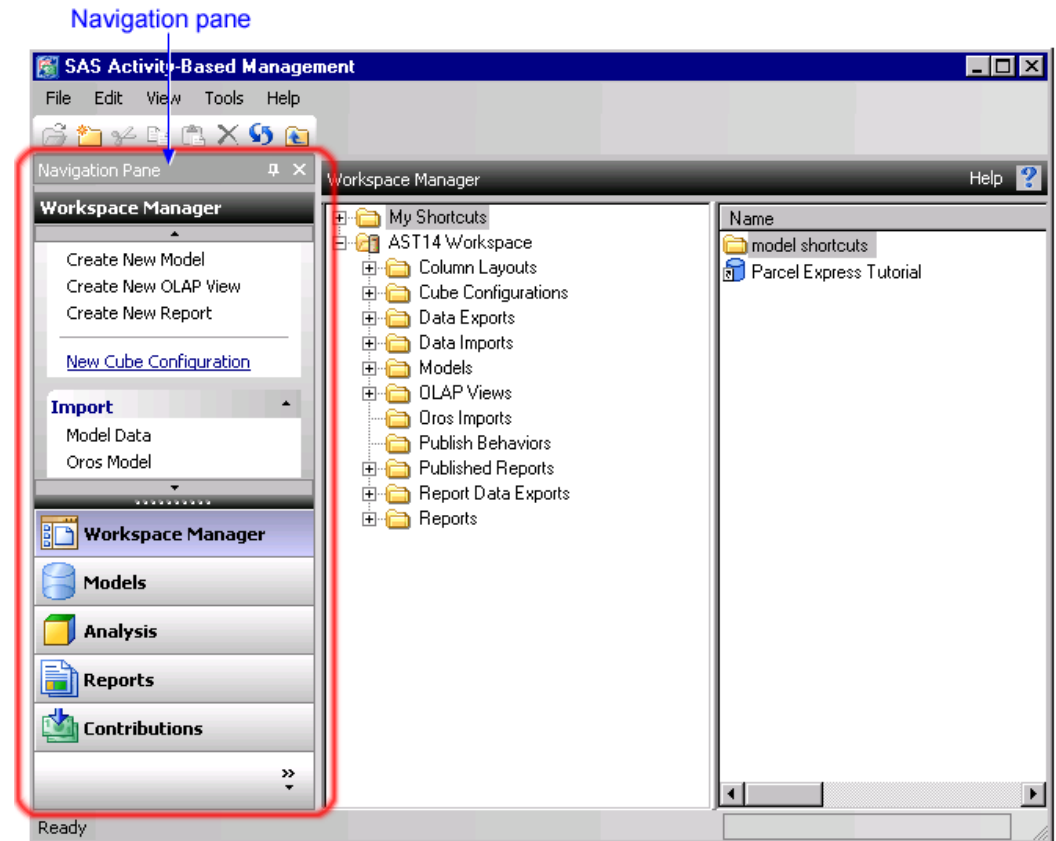 Navigation pane
SAS Activity-Based Management
File Edit View Tools Help
Navigation Pane
Workspace Manager
Create New Model
Create New OLAP View
Create New Report
New Cube Configuration
Import
Model Data
Oros Model
Workspace Manager
Models
Analysis
Reports
Contributions
Workspace Manager
Help ?
My Shortcuts
AST14 Workspace
Column Layouts
Cube Configurations
Data Exports
Data Imports
Models
OLAP Views
Oros Imports
Publish Behaviors
Published Reports
Report Data Exports
Reports
Name
model shortcuts
Parcel Express Tutorial
Ready